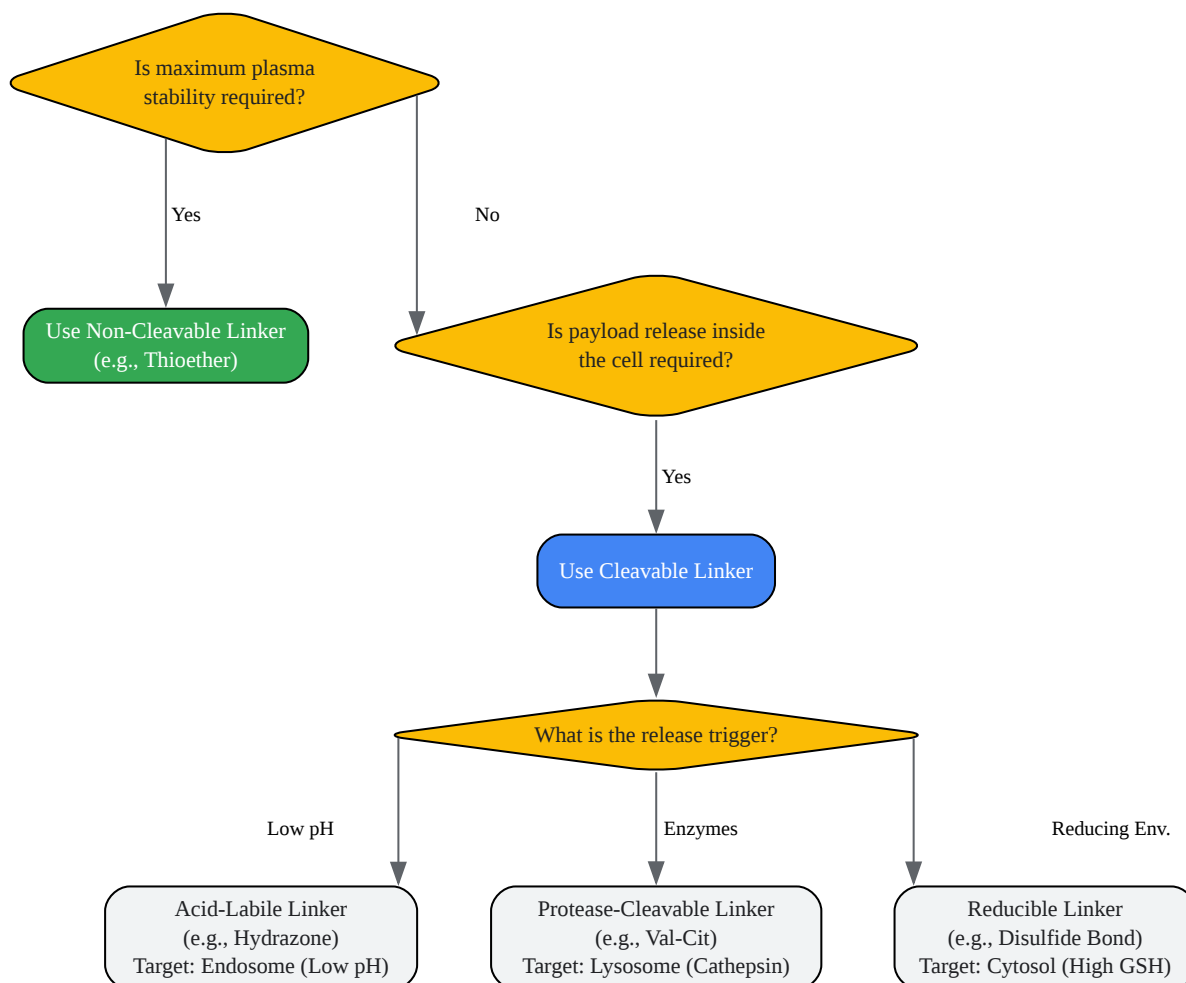 Is maximum plasma
stability required?
Yes
No
Use Non-Cleavable Linker
(e.g., Thioether)
Is payload release inside
the cell required?
Yes
Use Cleavable Linker
What is the release trigger?
Low pH
Enzymes
Reducing Env.
Acid-Labile Linker
(e.g., Hydrazone)
Target: Endosome (Low pH)
Protease-Cleavable Linker
(e.g., Val-Cit)
Target: Lysosome (Cathepsin)
Reducible Linker
(e.g., Disulfide Bond)
Target: Cytosol (High GSH)